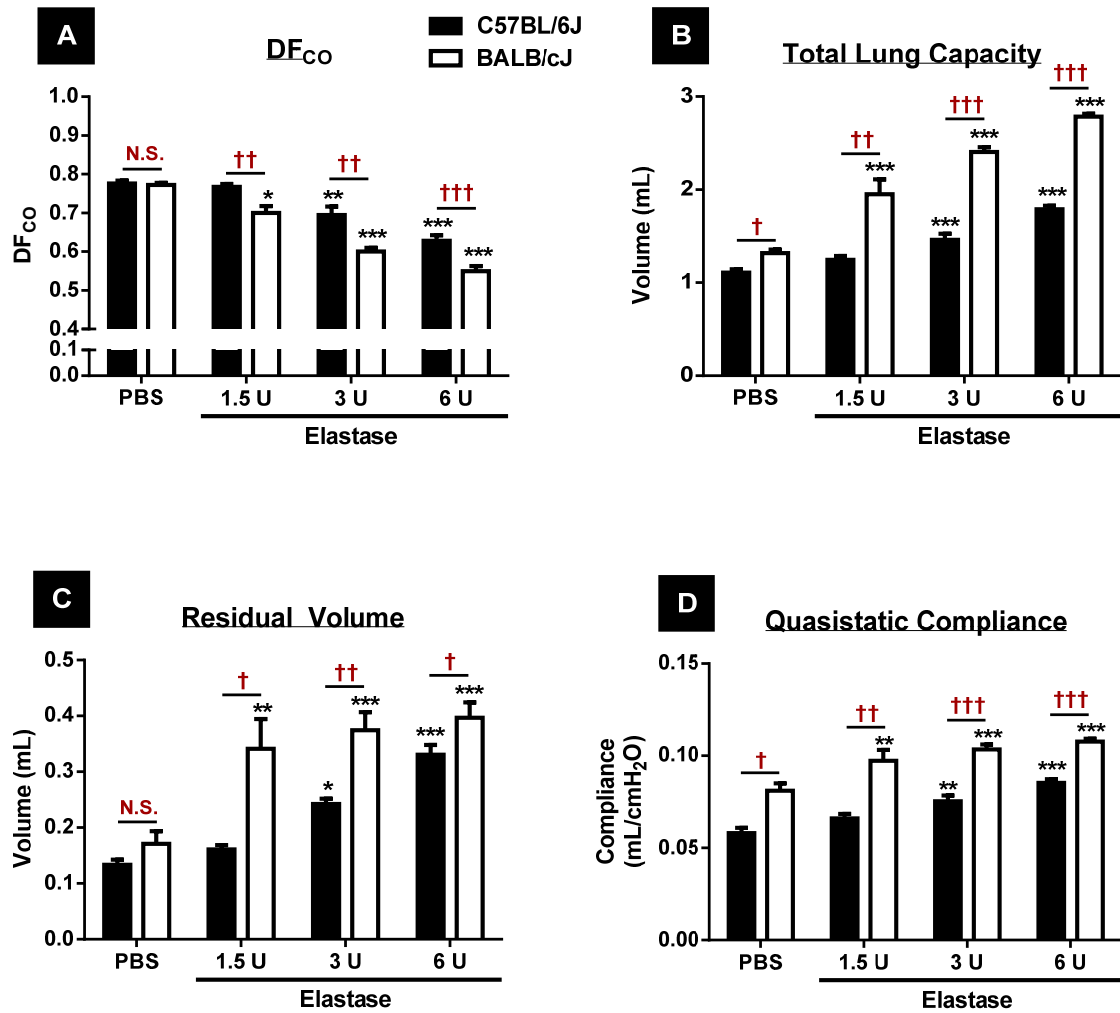 A
DFCO
C57BL/6J
BALB/cJ
DFCO
1.0
0.9
0.8
0.7
0.6
0.5
0.4
0.1
0.0
N.S.
††
*
††
**
***
†††
***
***
PBS
1.5 U
3 U
6 U
Elastase
B
Total Lung Capacity
Volume (mL)
3
2
1
0
†
††
***
†††
***
***
†††
***
***
PBS
1.5 U
3 U
6 U
Elastase
C
Residual Volume
Volume (mL)
0.5
0.4
0.3
0.2
0.1
0.0
N.S.
†
**
††
*
***
†
***
***
PBS
1.5 U
3 U
6 U
Elastase
D
Quasistatic Compliance
Compliance
(mL/cmH2O)
0.15
0.10
0.05
0.00
†
††
**
†††
**
***
†††
***
***
PBS
1.5 U
3 U
6 U
Elastase